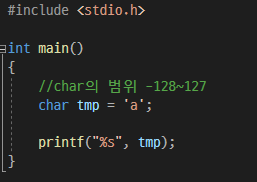 #include <stdio.h>
int main()
{
//char의 범위 -128~127
char tmp = 'a';
printf("%s", tmp);
}